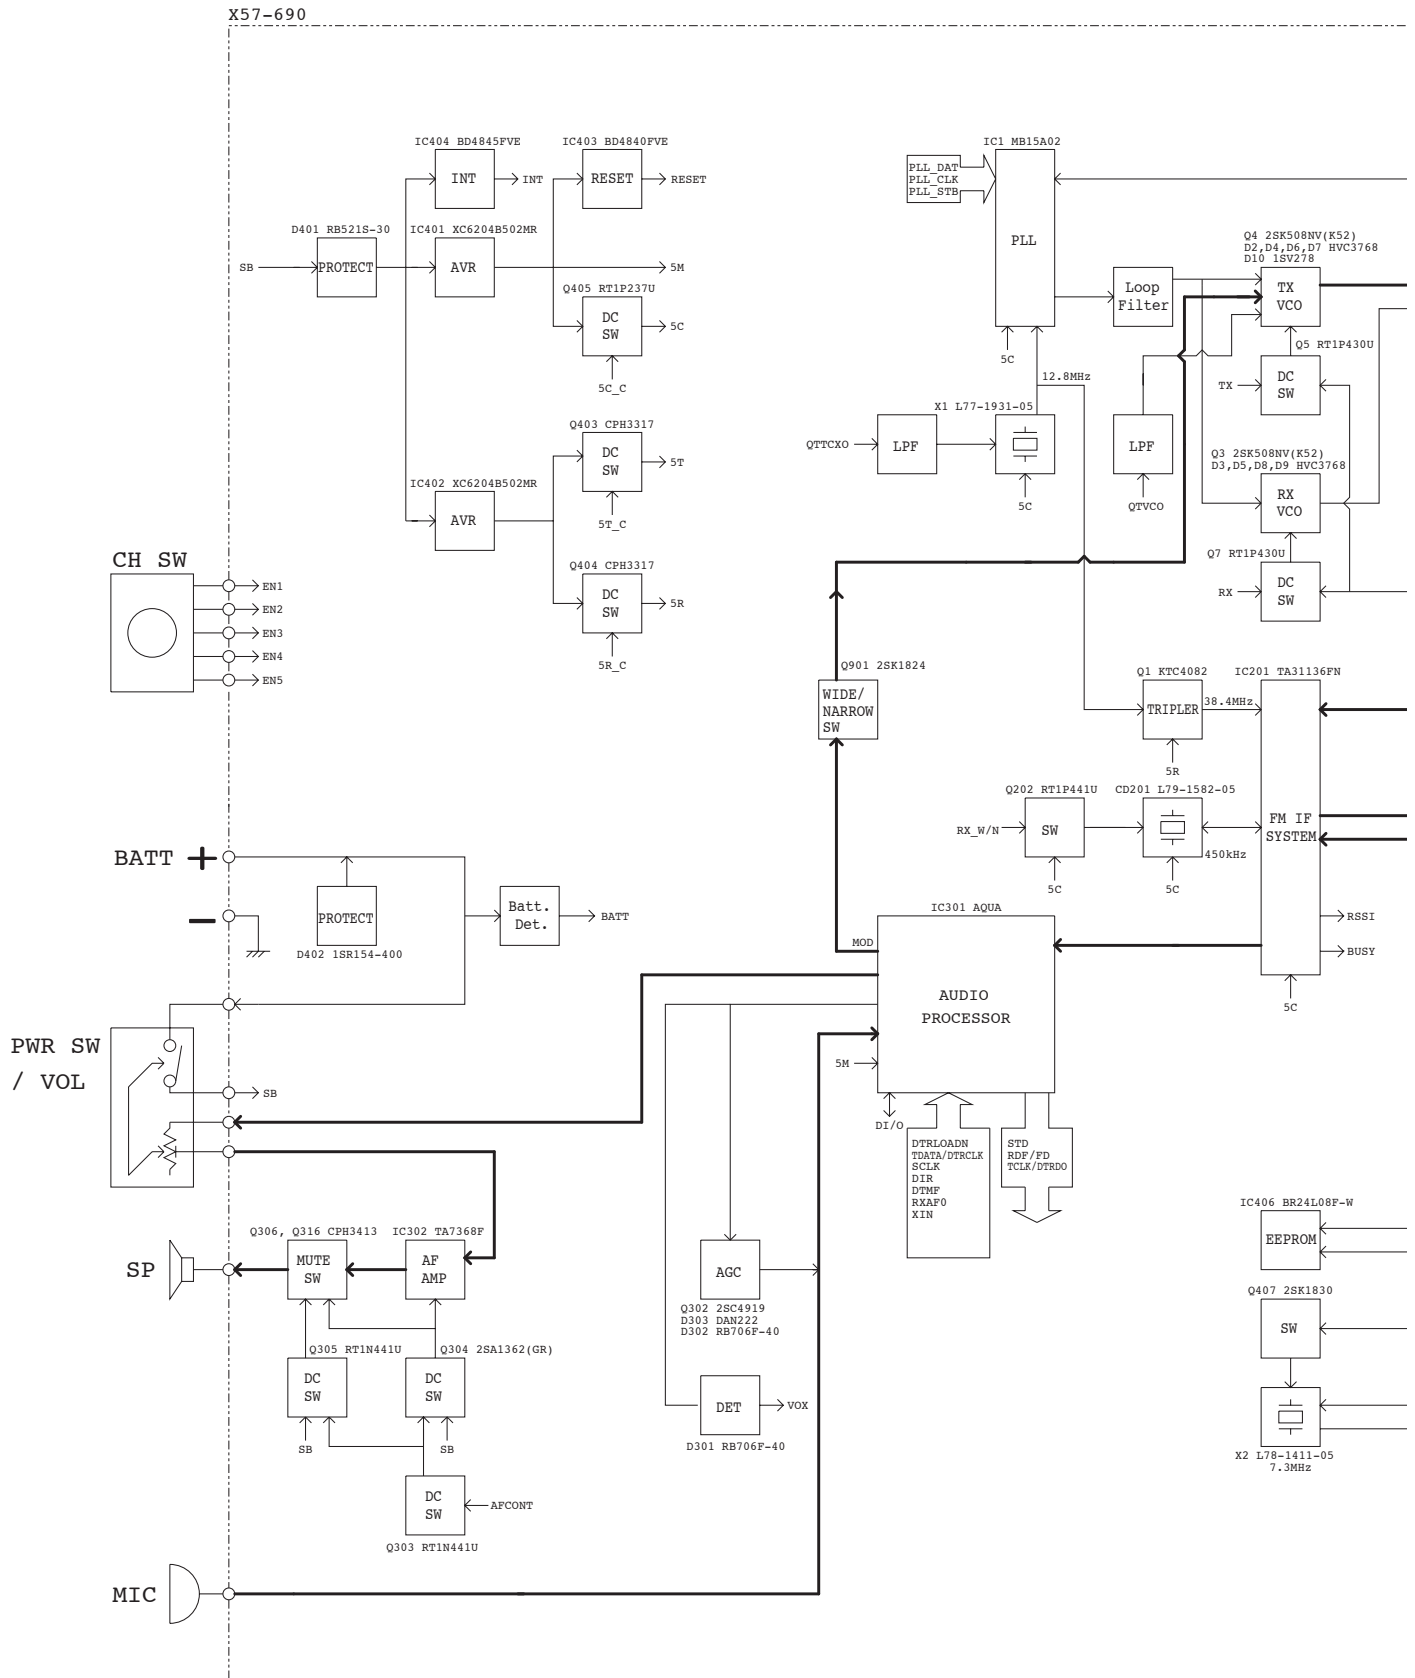 X57-690
IC404 BD4845FVE
INT
INT
IC403 BD4840FVE
RESET
RESET
D401 RB521S-30
SB
PROTECT
IC401 XC6204B502MR
AVR
5M
Q405 RT1P237U
DC
SW
5C
5C_C
Q403 CPH3317
DC
SW
5T
5T_C
IC402 XC6204B502MR
AVR
Q404 CPH3317
DC
SW
5R
5R_C
CH SW
EN1
EN2
EN3
EN4
EN5
IC1 MB15A02
PLL_DAT
PLL_CLK
PLL_STB
PLL
5C
12.8MHz
Loop
Filter
Q4 2SK508NV(K52)
D2,D4,D6,D7 HVC3768
D10 1SV278
TX
VCO
Q5 RT1P430U
TX
DC
SW
X1 L77-1931-05
QTTCXO
LPF
5C
LPF
QTVCO
Q3 2SK508NV(K52)
D3,D5,D8,D9 HVC3768
RX
VCO
Q7 RT1P430U
RX
DC
SW
Q901 2SK1824
WIDE/
NARROW
SW
Q1 KTC4082
TRIPLER
38.4MHz
5R
IC201 TA31136FN
FM IF
SYSTEM
Q202 RT1P441U
RX_W/N
SW
5C
CD201 L79-1582-05
450kHz
5C
RSSI
BUSY
5C
BATT +
−
PROTECT
D402 1SR154-400
Batt.
Det.
BATT
IC301 AQUA
MOD
AUDIO
PROCESSOR
5M
DI/O
DTRLOADN
TDATA/DTRCLK
SCLK
DIR
DTMF
RXAF0
XIN
STD
RDF/FD
TCLK/DTRDO
PWR SW
/ VOL
SB
Q306, Q316 CPH3413
MUTE
SW
IC302 TA7368F
AF
AMP
SP
Q305 RT1N441U
DC
SW
SB
Q304 2SA1362(GR)
DC
SW
SB
DC
SW
AFCONT
Q303 RT1N441U
AGC
Q302 2SC4919
D303 DAN222
D302 RB706F-40
DET
VOX
D301 RB706F-40
IC406 BR24L08F-W
EEPROM
Q407 2SK1830
SW
X2 L78-1411-05
7.3MHz
MIC